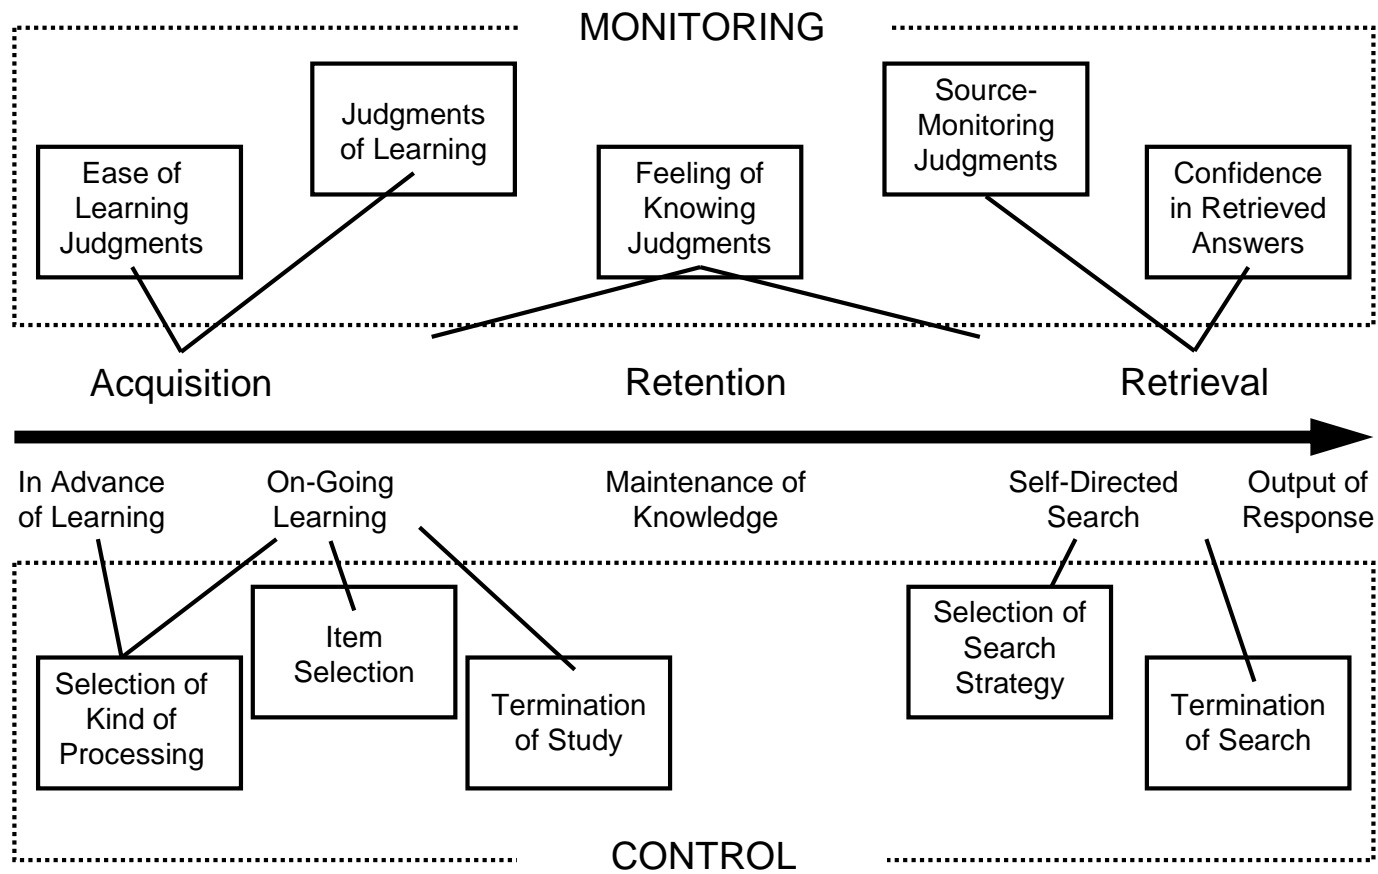 MONITORING
Judgments
of Learning
Source-
Monitoring
Judgments
Ease of
Learning
Judgments
Feeling of
Knowing
Judgments
Confidence
in Retrieved
Answers
Acquisition
Retention
Retrieval
In Advance
of Learning
On-Going
Learning
Maintenance of
Knowledge
Self-Directed
Search
Output of
Response
Selection of
Kind of
Processing
Item
Selection
Termination
of Study
Selection of
Search
Strategy
Termination
of Search
CONTROL